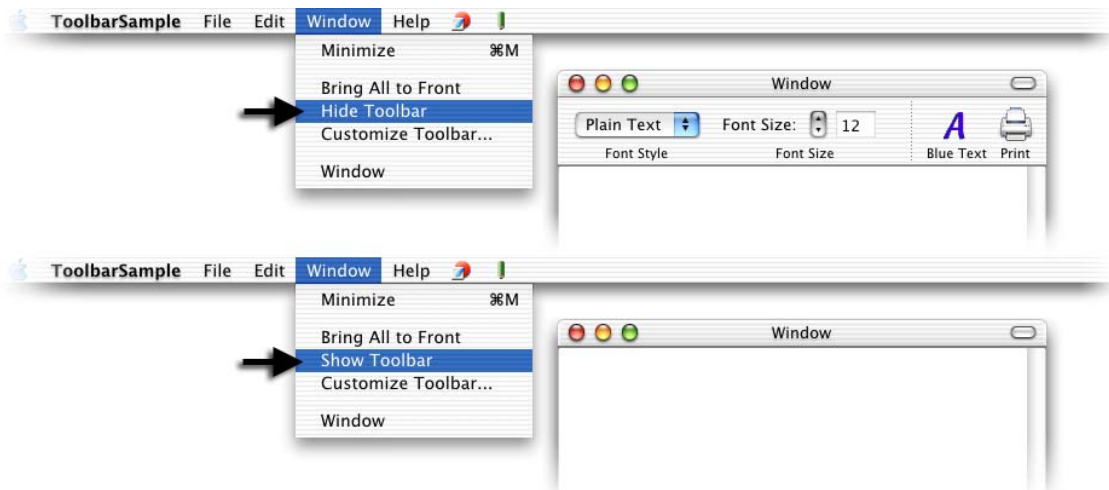 ToolbarSample File Edit Window Help
Minimize ⌘M
Bring All to Front
Hide Toolbar
Customize Toolbar...
Window
Window
Plain Text Font Size: 12
Font Style Font Size Blue Text Print
ToolbarSample File Edit Window Help
Minimize ⌘M
Bring All to Front
Show Toolbar
Customize Toolbar...
Window
Window